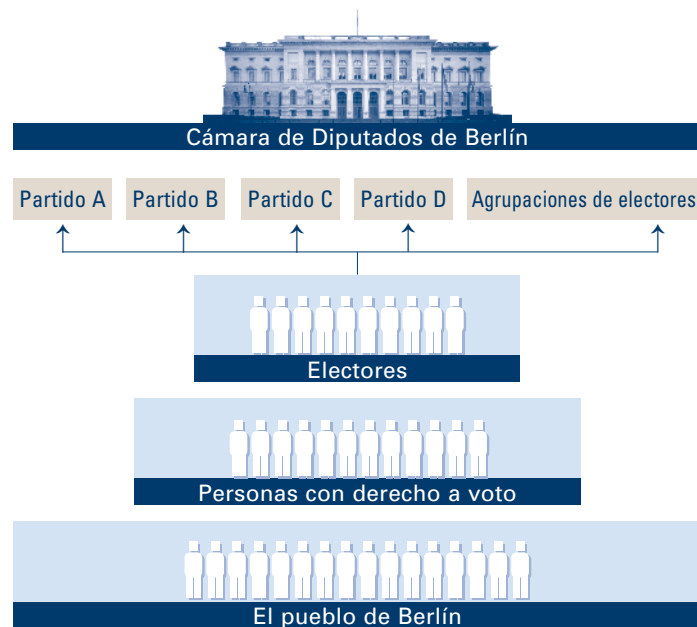 Cámara de Diputados de Berlín
Partido A
Partido B
Partido C
Partido D
Agrupaciones de electores
Electores
Personas con derecho a voto
El pueblo de Berlín